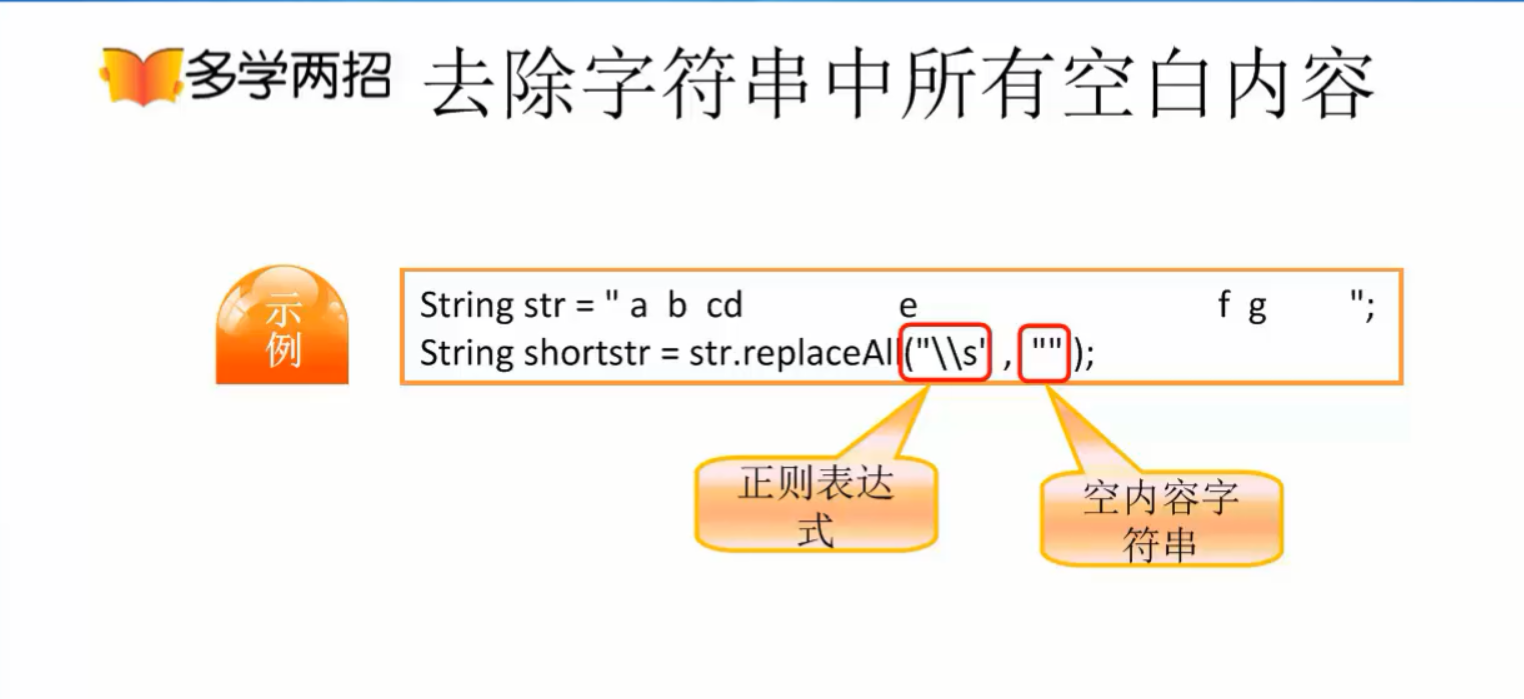 多学两招 去除字符串中所有空白内容
示
例
String str = " a  b  cd                e                              f  g        ";
String shortstr = str.replaceAll("\\s" , "");
正则表达
式
空内容字
符串